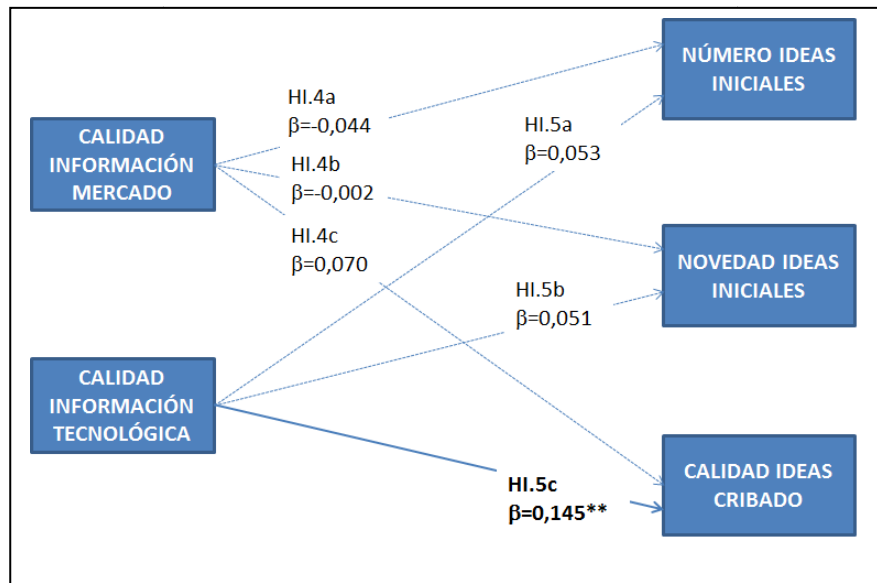 CALIDAD
INFORMACIÓN
MERCADO
CALIDAD
INFORMACIÓN
TECNOLÓGICA
HI.4a
β=-0,044
HI.4b
β=-0,002
HI.4c
β=0,070
HI.5a
β=0,053
HI.5b
β=0,051
HI.5c
β=0,145**
NÚMERO IDEAS
INICIALES
NOVEDAD IDEAS
INICIALES
CALIDAD IDEAS
CRIBADO